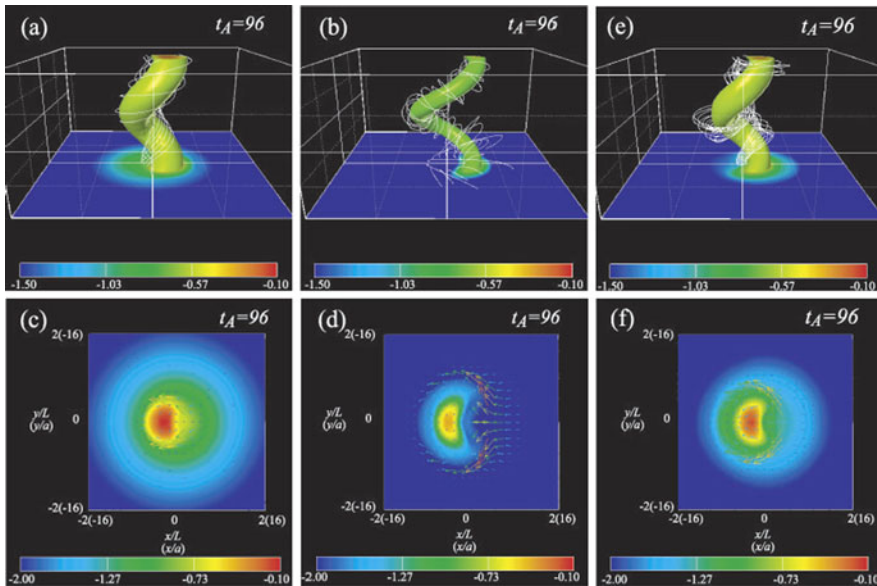 (a) t_A=96
(b) t_A=96
(e) t_A=96
-1.50 -1.03 -0.57 -0.10
-1.50 -1.03 -0.57 -0.10
-1.50 -1.03 -0.57 -0.10
(c) t_A=96
2(-16)
y/L
(y/a)
0
-2(-16)
-2(-16) 0 2(16)
x/L
(x/a)
-2.00 -1.27 -0.73 -0.10
(d) t_A=96
2(-16)
y/L
(y/a)
0
-2(-16)
-2(-16) 0 2(16)
x/L
(x/a)
-2.00 -1.27 -0.73 -0.10
(f) t_A=96
2(-16)
y/L
(y/a)
0
-2(-16)
-2(-16) 0 2(16)
x/L
(x/a)
-2.00 -1.27 -0.73 -0.10